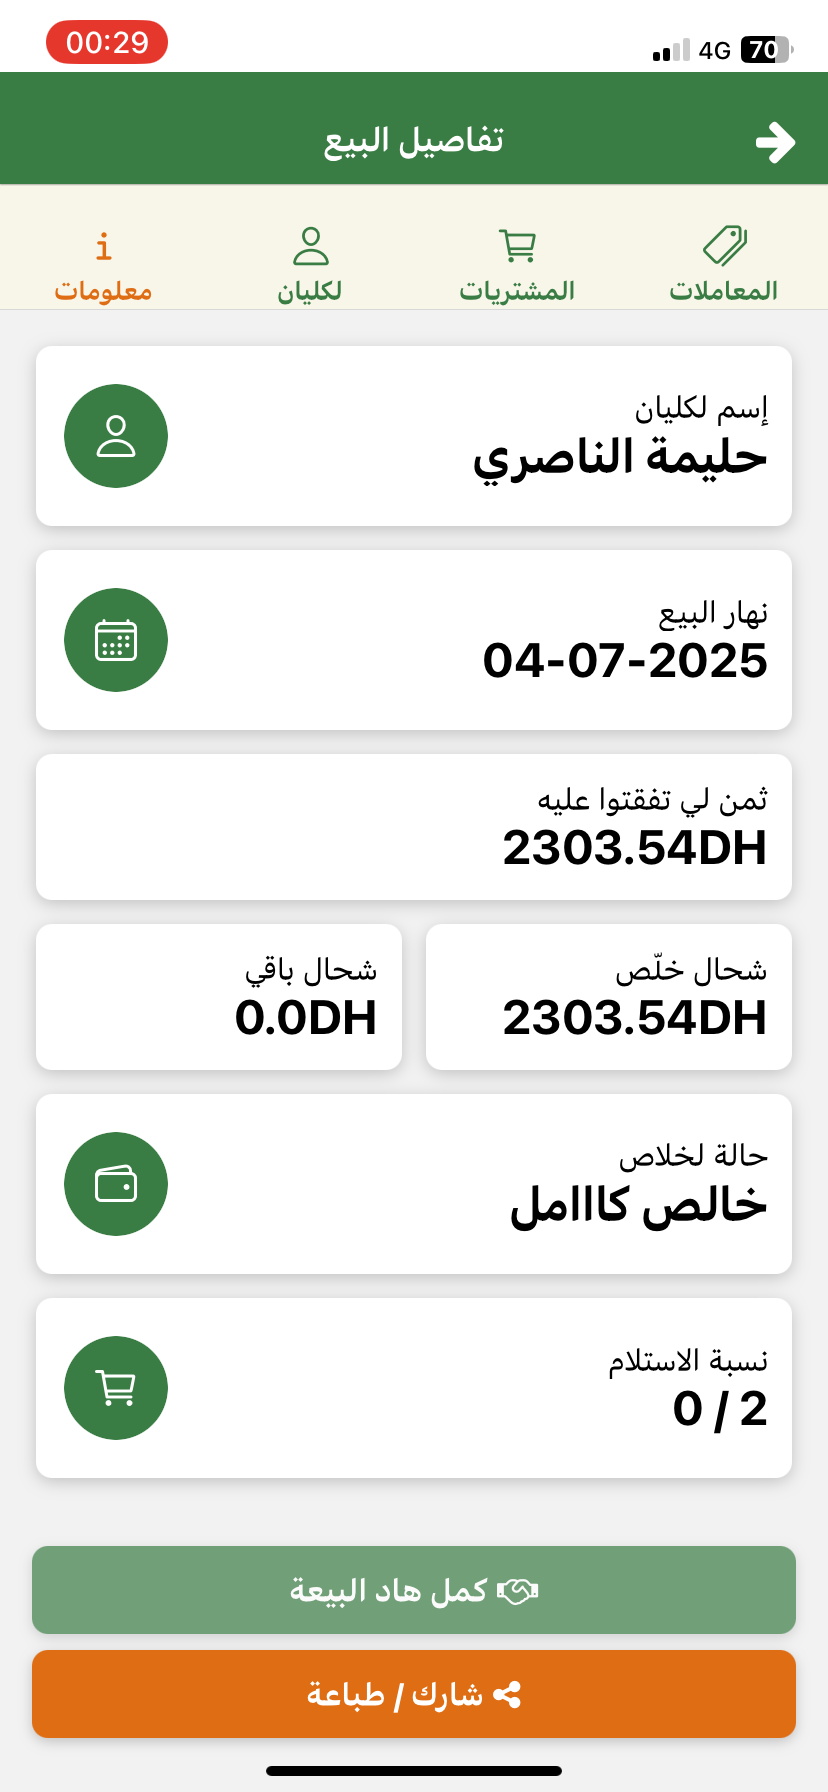 00:29
4G 70
تفاصيل البيع
المعاملات
المشتريات
لكليان
معلومات
إسم لكليان
حليمة الناصري
نهار البيع
04-07-2025
ثمن لي تفقتوا عليه
2303.54DH
شحال خلّص
2303.54DH
شحال باقي
0.0DH
حالة لخلاص
خالص كااامل
نسبة الاستلام
0 / 2
كمل هاد البيعة
شارك / طباعة